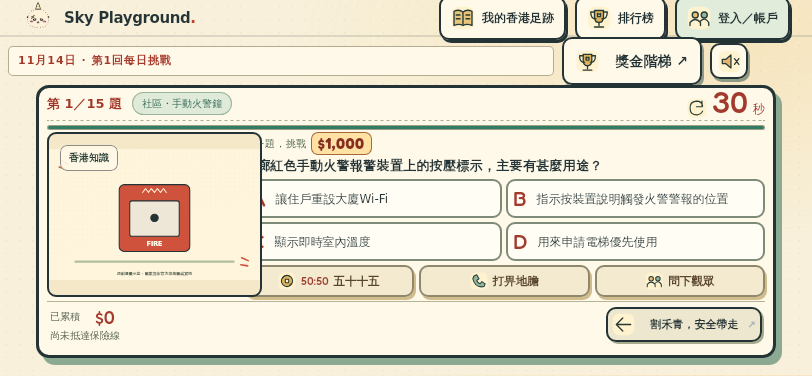 Sky Playground.
我的香港足跡
排行榜
登入／帳戶
11月14日 · 第1回每日挑戰
獎金階梯 ↗
第 1／15 題
社區 · 手動火警鐘
30 秒
香港知識
FIRE
題，挑戰 $1,000
廊紅色手動火警報警裝置上的按壓標示，主要有甚麼用途？
讓住戶重設大廈Wi-Fi
B 指示按裝置說明觸發火警警報的位置
顯示即時室內溫度
D 用來申請電梯優先使用
50:50 五十十五
打界地膽
問下觀眾
已累積 $0
尚未抵達保險線
← 割禾青，安全帶走 ↗